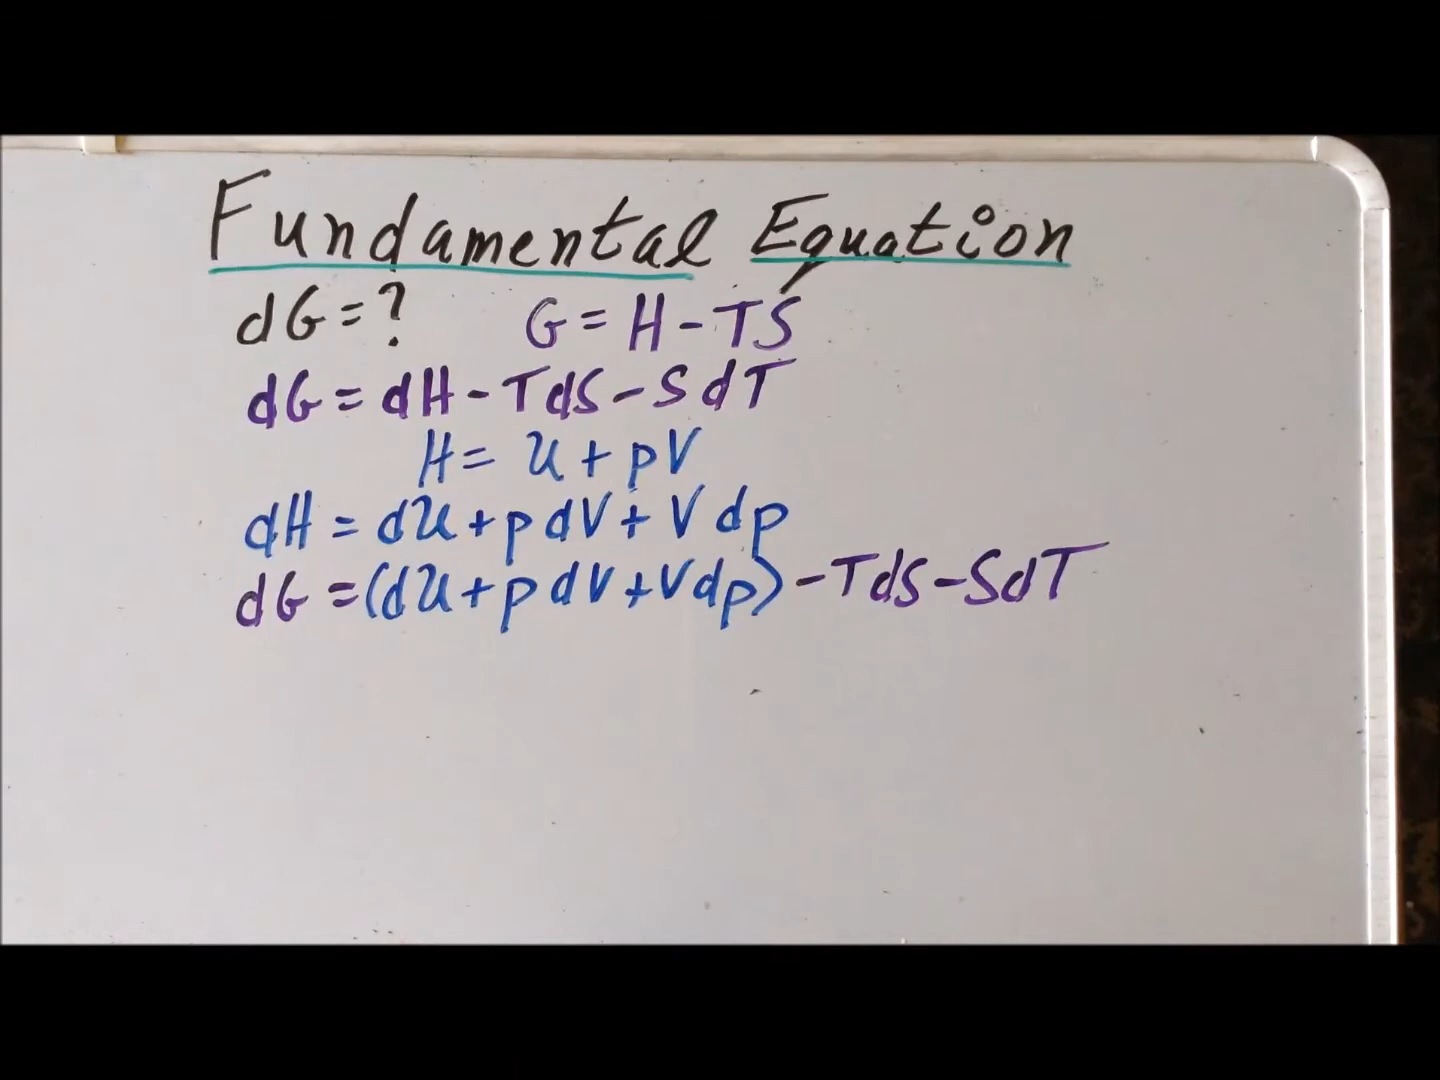 Fundamental Equation
dG = ? G = H - TS
dG = dH - TdS - SdT
H = U + pV
dH = dU + pdV + Vdp
dG = (dU + pdV + Vdp) - TdS - SdT